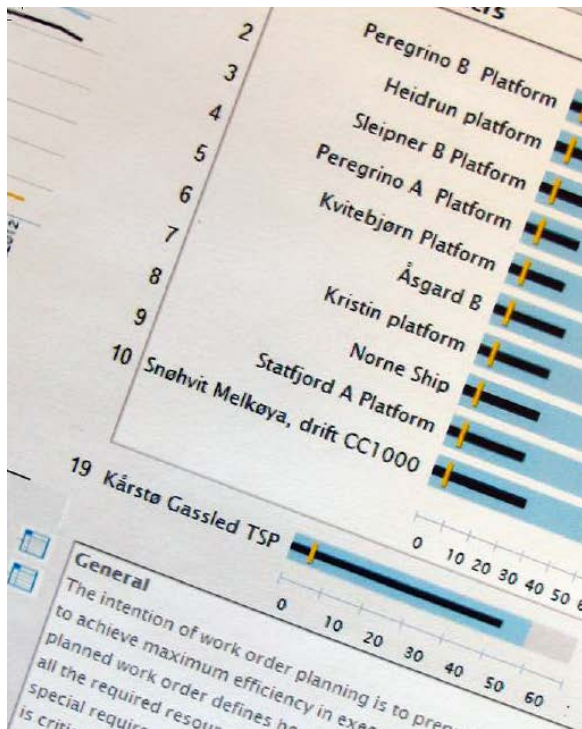 2 Peregrino B Platform
3 Heidrun platform
4 Sleipner B Platform
5 Peregrino A Platform
6 Kvitebjørn Platform
7 Åsgard B
8 Kristin platform
9 Norne Ship
10 Statfjord A Platform
Snøhvit Melkøya, drift CC1000
0 10 20 30 40 50
19 Kårstø Gassled TSP
0 10 20 30 40 50 60
2012
General
The intention of work order planning is to
to achieve maximum efficiency in
planned work order defines
all the required
special
is